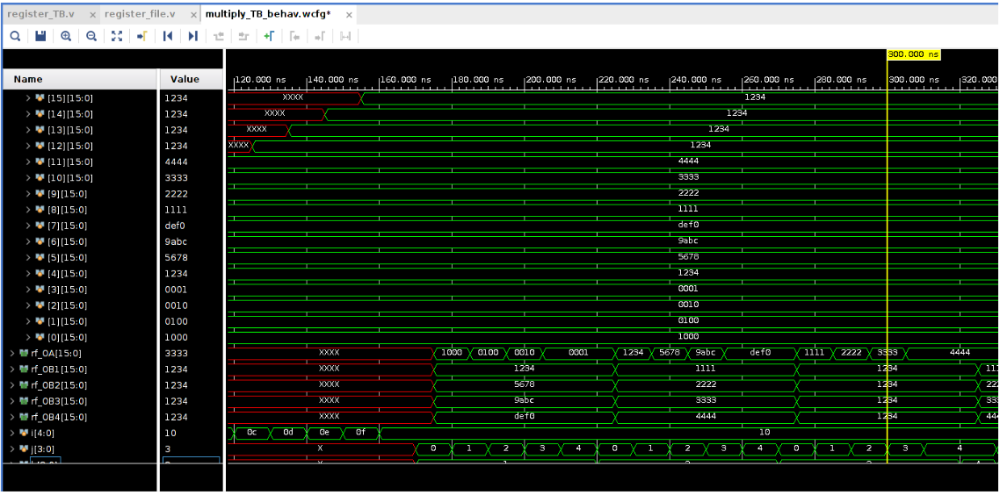 register_TB.v × register_file.v × multiply_TB_behav.wcfg* ×
300.000 ns
Name Value 120.000 ns 140.000 ns 160.000 ns 180.000 ns 200.000 ns 220.000 ns 240.000 ns 260.000 ns 280.000 ns 300.000 ns 320.000
[15][15:0] 1234 XXXX 1234
[14][15:0] 1234 XXXX 1234
[13][15:0] 1234 XXXX 1234
[12][15:0] 1234 XXXX 1234
[11][15:0] 4444 4444
[10][15:0] 3333 3333
[9][15:0] 2222 2222
[8][15:0] 1111 1111
[7][15:0] def0 def0
[6][15:0] 9abc 9abc
[5][15:0] 5678 5678
[4][15:0] 1234 1234
[3][15:0] 0001 0001
[2][15:0] 0010 0010
[1][15:0] 0100 0100
[0][15:0] 1000 1000
rf_OA[15:0] 3333 XXXX 1000 0100 0010 0001 1234 5678 9abc def0 1111 2222 3333 4444
rf_OB1[15:0] 1234 XXXX 1234 1111 1234 111
rf_OB2[15:0] 1234 XXXX 5678 2222 1234 222
rf_OB3[15:0] 1234 XXXX 9abc 3333 1234 333
rf_OB4[15:0] 1234 XXXX def0 4444 1234 444
i[4:0] 10 0c 0d 0e 0f 10
j[3:0] 3 X 0 1 2 3 4 0 1 2 3 4 0 1 2 3 4